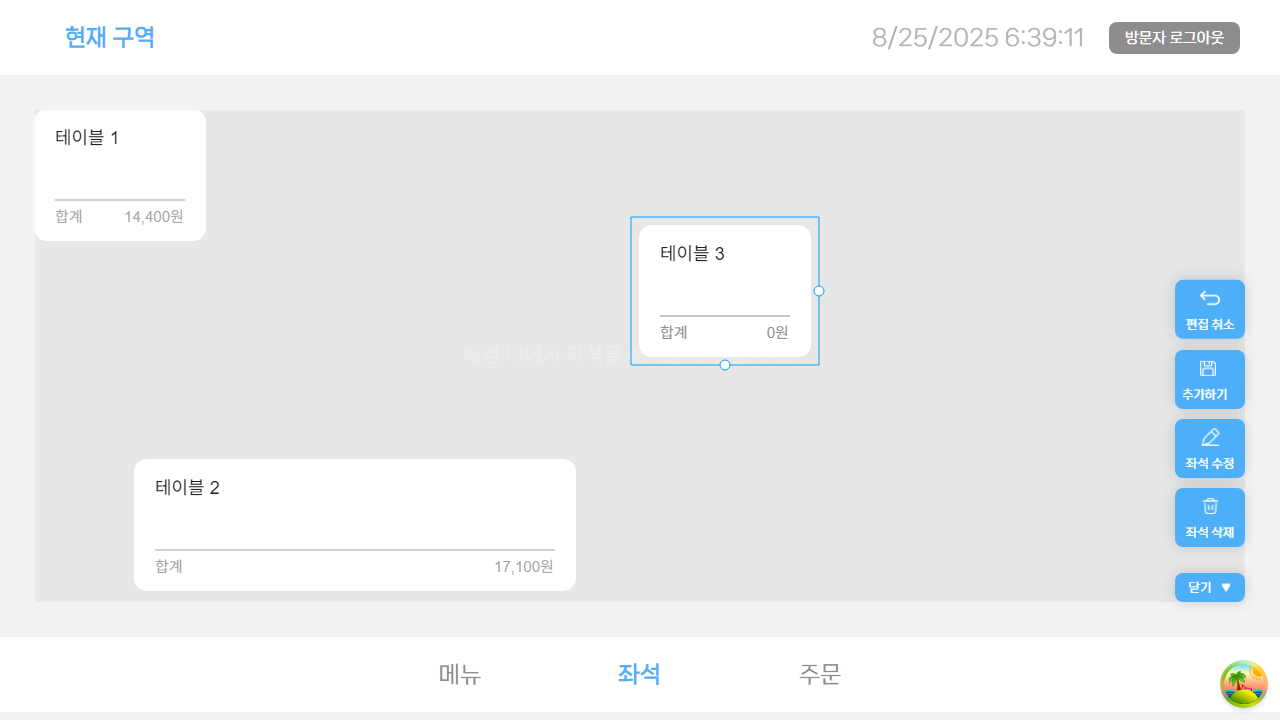 현재 구역
8/25/2025 6:39:11
방문자 로그아웃
테이블 1
합계 14,400원
테이블 3
합계 0원
배경 내에서 좌석을
테이블 2
합계 17,100원
편집 취소
추가하기
좌석 수정
좌석 삭제
닫기 ▼
메뉴
좌석
주문